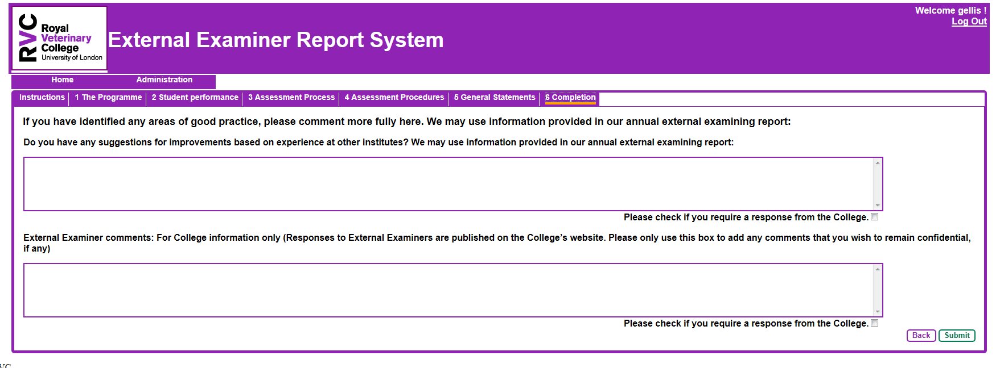 RVC
Royal
Veterinary
College
University of London
External Examiner Report System
Welcome gellis !
Log Out
Home Administration
Instructions 1 The Programme 2 Student performance 3 Assessment Process 4 Assessment Procedures 5 General Statements 6 Completion
If you have identified any areas of good practice, please comment more fully here. We may use information provided in our annual external examining report:
Do you have any suggestions for improvements based on experience at other institutes? We may use information provided in our annual external examining report:
Please check if you require a response from the College.
External Examiner comments: For College information only (Responses to External Examiners are published on the College’s website. Please only use this box to add any comments that you wish to remain confidential,
if any)
Please check if you require a response from the College.
Back Submit